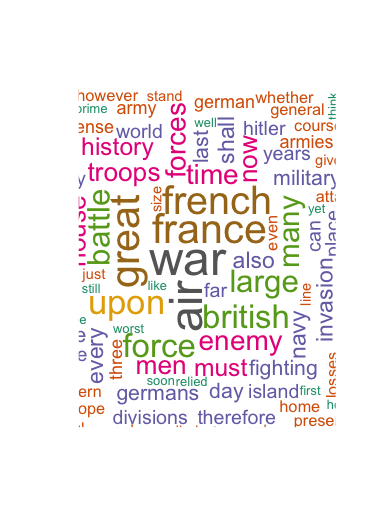 however stand
prime army german whether
think
general
ense world forces last well shall hitler course
history now armies
years give
troops time military
y
house battle great size french many atta
yet
france even can place
war also
just large
still like air far line invasion
upon british
e worst navy
force enemy
every three men must fighting
soon relied losses
ern germans day island first
ope home
divisions therefore prese